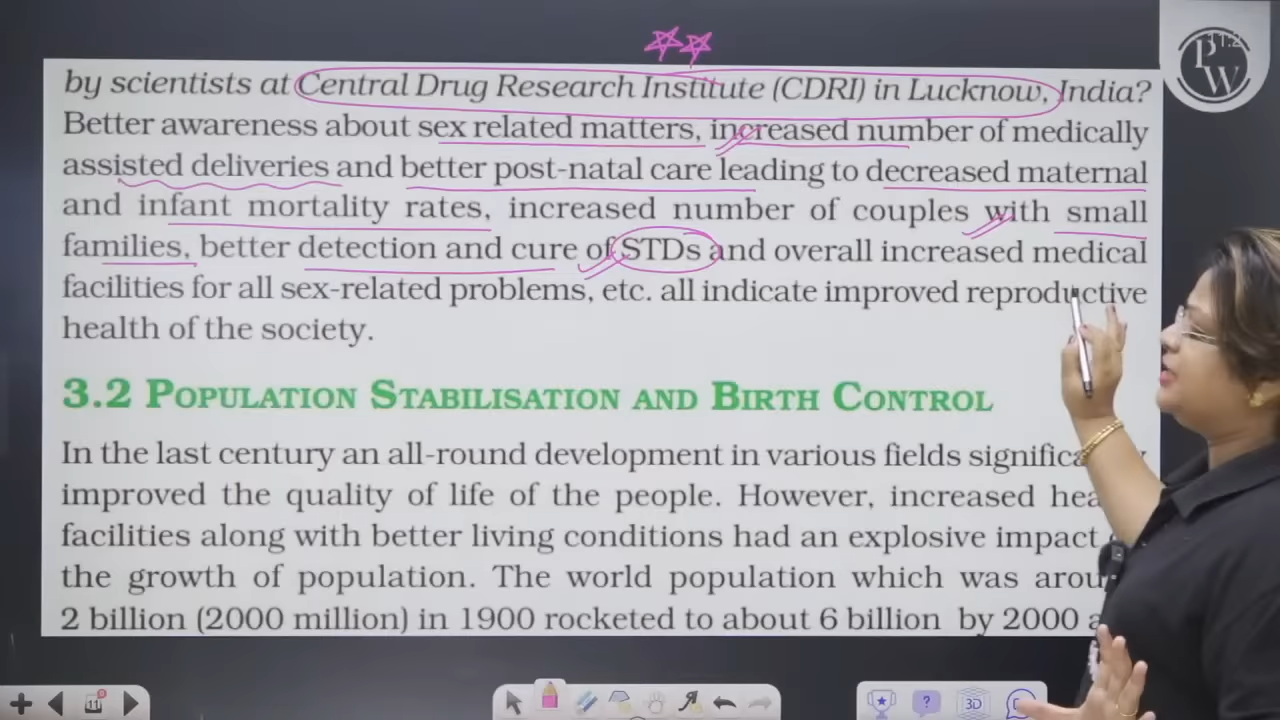 by scientists at Central Drug Research Institute (CDRI) in Lucknow, India?
Better awareness about sex related matters, increased number of medically
assisted deliveries and better post-natal care leading to decreased maternal
and infant mortality rates, increased number of couples with small
families, better detection and cure of STDs and overall increased medical
facilities for all sex-related problems, etc. all indicate improved reproductive
health of the society.
3.2 POPULATION STABILISATION AND BIRTH CONTROL
In the last century an all-round development in various fields
improved the quality of life of the people. However, increased
facilities along with better living conditions had an explosive impact
the growth of population. The world population which was
2 billion (2000 million) in 1900 rocketed to about 6 billion by 2000
PW
11
?
3D